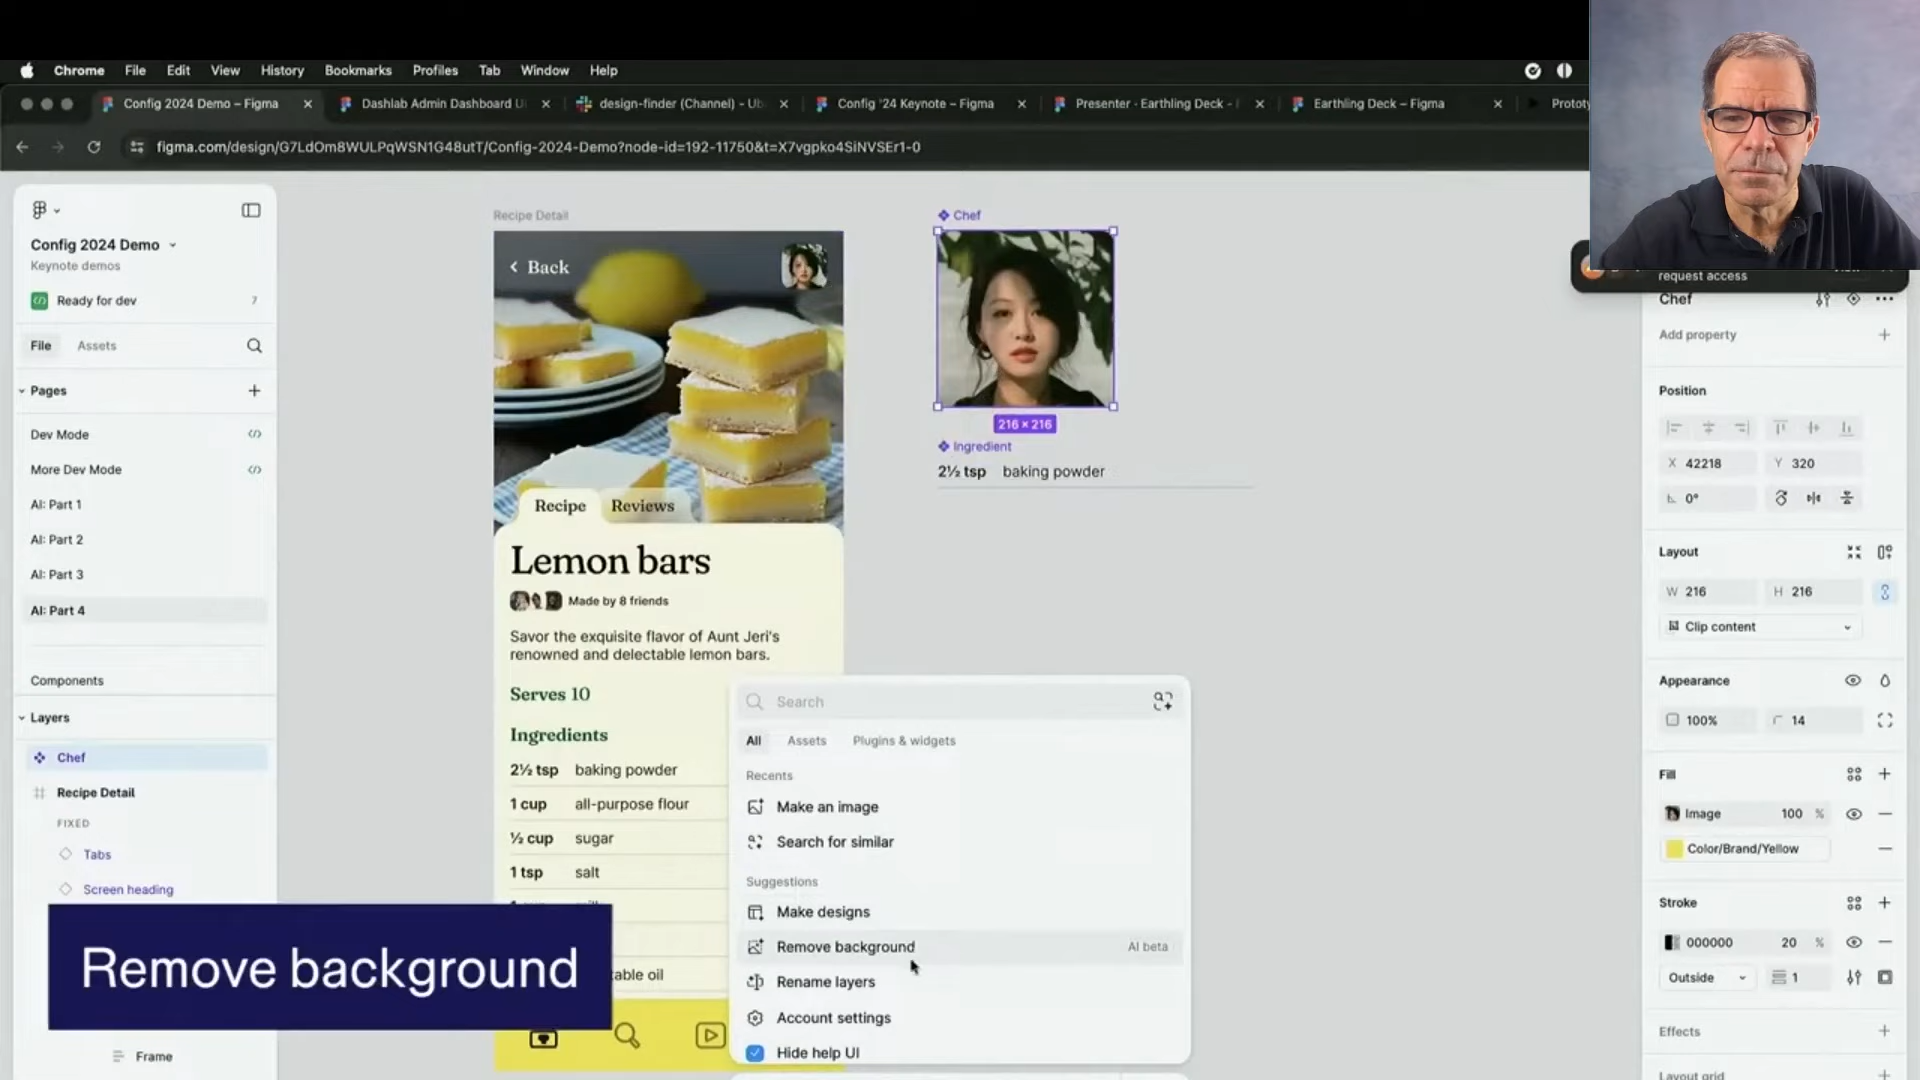 Chrome File Edit View History Bookmarks Profiles Tab Window Help
Config 2024 Demo – Figma
Dashlab Admin Dashboard U
design-finder (Channel) - Ub
Config '24 Keynote – Figma
Presenter · Earthling Deck -
Earthling Deck – Figma
figma.com/design/G7LdOm8WULPqWSN1G48utT/Config-2024-Demo?node-id=192-11750&t=X7vgpko4SiNVSEr1-0
Config 2024 Demo
Keynote demos
Ready for dev 7
File Assets
Pages
Dev Mode
More Dev Mode
AI: Part 1
AI: Part 2
AI: Part 3
AI: Part 4
Components
Layers
Chef
Recipe Detail
FIXED
Tabs
Screen heading
Frame
Remove background
Recipe Detail
Back
Recipe Reviews
Lemon bars
Made by 8 friends
Savor the exquisite flavor of Aunt Jeri's
renowned and delectable lemon bars.
Serves 10
Ingredients
2½ tsp baking powder
1 cup all-purpose flour
½ cup sugar
1 tsp salt
table oil
Chef
216 × 216
Ingredient
2½ tsp baking powder
Search
All Assets Plugins & widgets
Recents
Make an image
Search for similar
Suggestions
Make designs
Remove background AI beta
Rename layers
Account settings
Hide help UI
request access
Chef
Add property
Position
X 42218 Y 320
0°
Layout
W 216 H 216
Clip content
Appearance
100% 14
Fill
Image 100 %
Color/Brand/Yellow
Stroke
000000 20 %
Outside 1
Effects
Layout grid